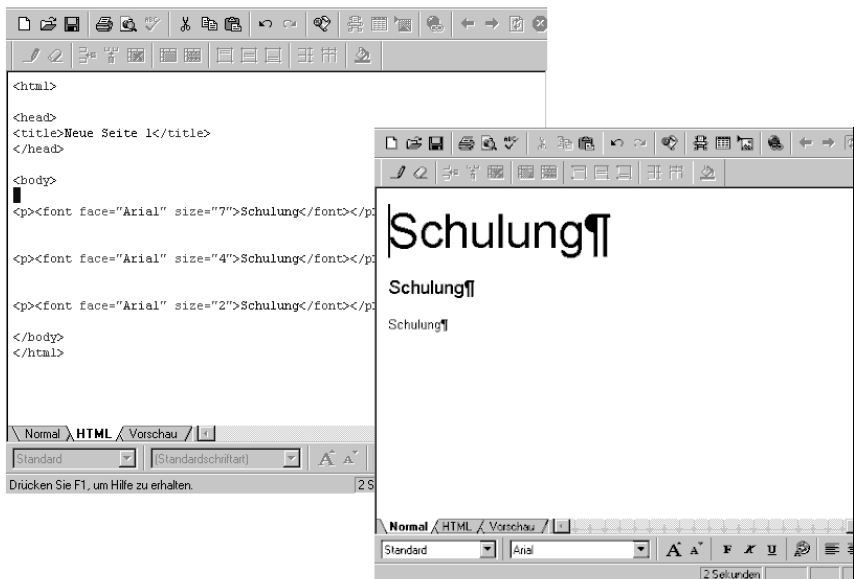 <html>
<head>
<title>Neue Seite 1</title>
</head>
<body>
<p><font face="Arial" size="7">Schulung</font></p>
<p><font face="Arial" size="4">Schulung</font></p>
<p><font face="Arial" size="2">Schulung</font></p>
</body>
</html>
Normal HTML Vorschau
Standard (Standardschriftart) A A
Drücken Sie F1, um Hilfe zu erhalten. 2 S
Schulung¶
Schulung¶
Schulung¶
Normal HTML Vorschau
Standard Arial A A F K U
2 Sekunden